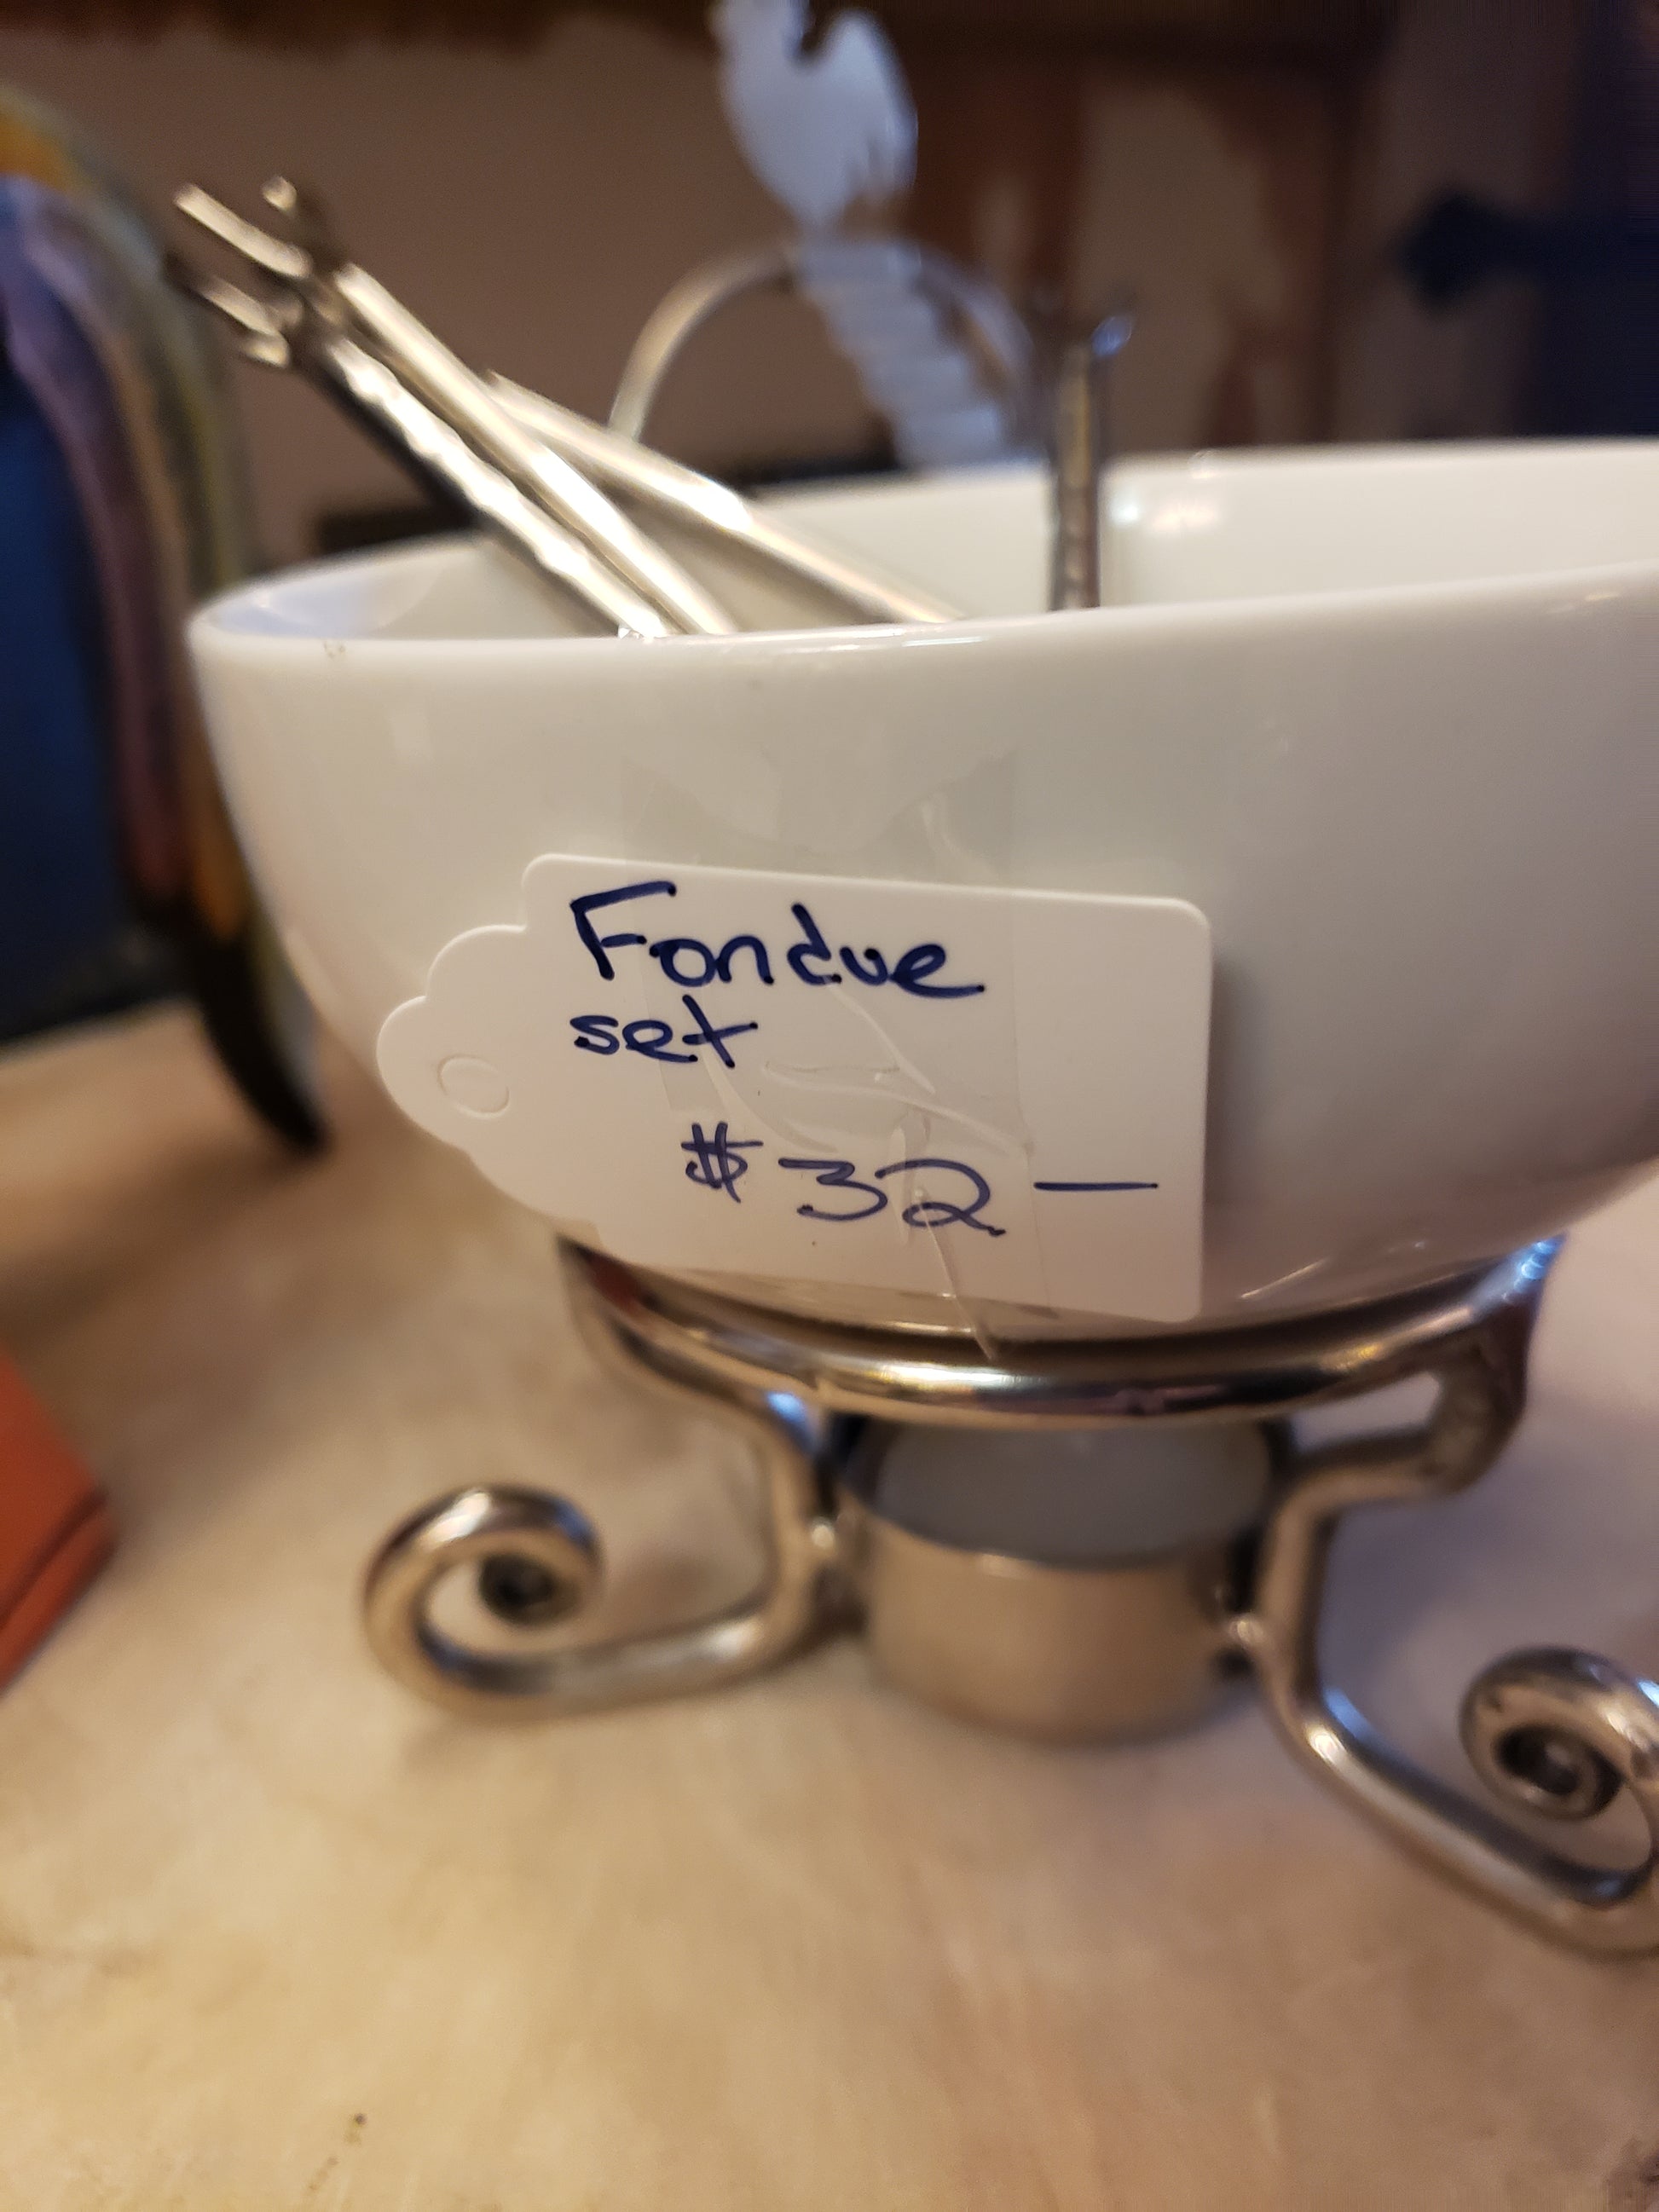 Fondue
set
$32—